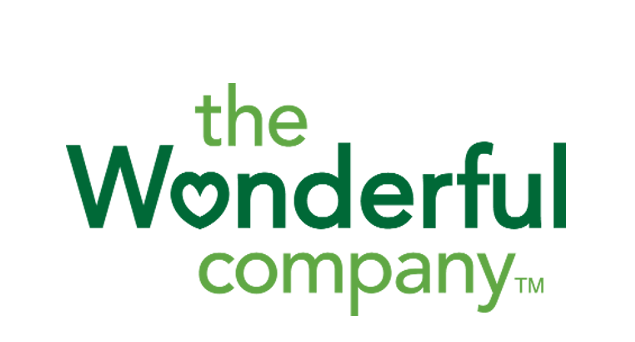 the
Wonderful
company™